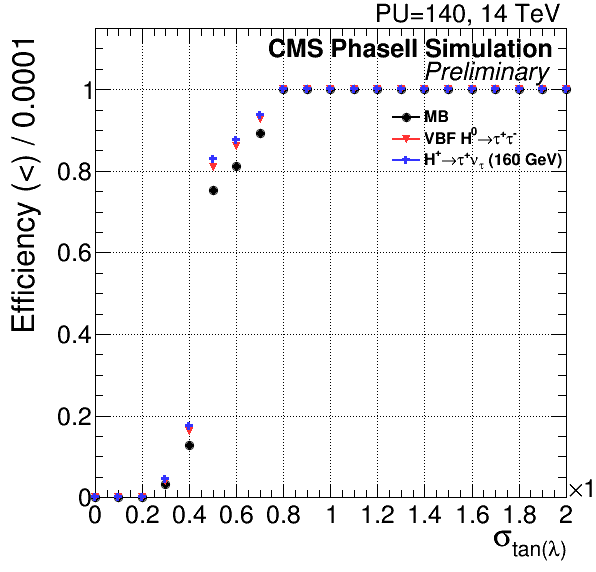 PU=140, 14 TeV
CMS PhaseII Simulation
Preliminary
Efficiency (<) / 0.0001
1
0.8
0.6
0.4
0.2
0
MB
VBF H⁰→τ⁺τ⁻
H⁺→τ⁺ν_τ (160 GeV)
0 0.2 0.4 0.6 0.8 1 1.2 1.4 1.6 1.8 2
×1
σ_tan(λ)